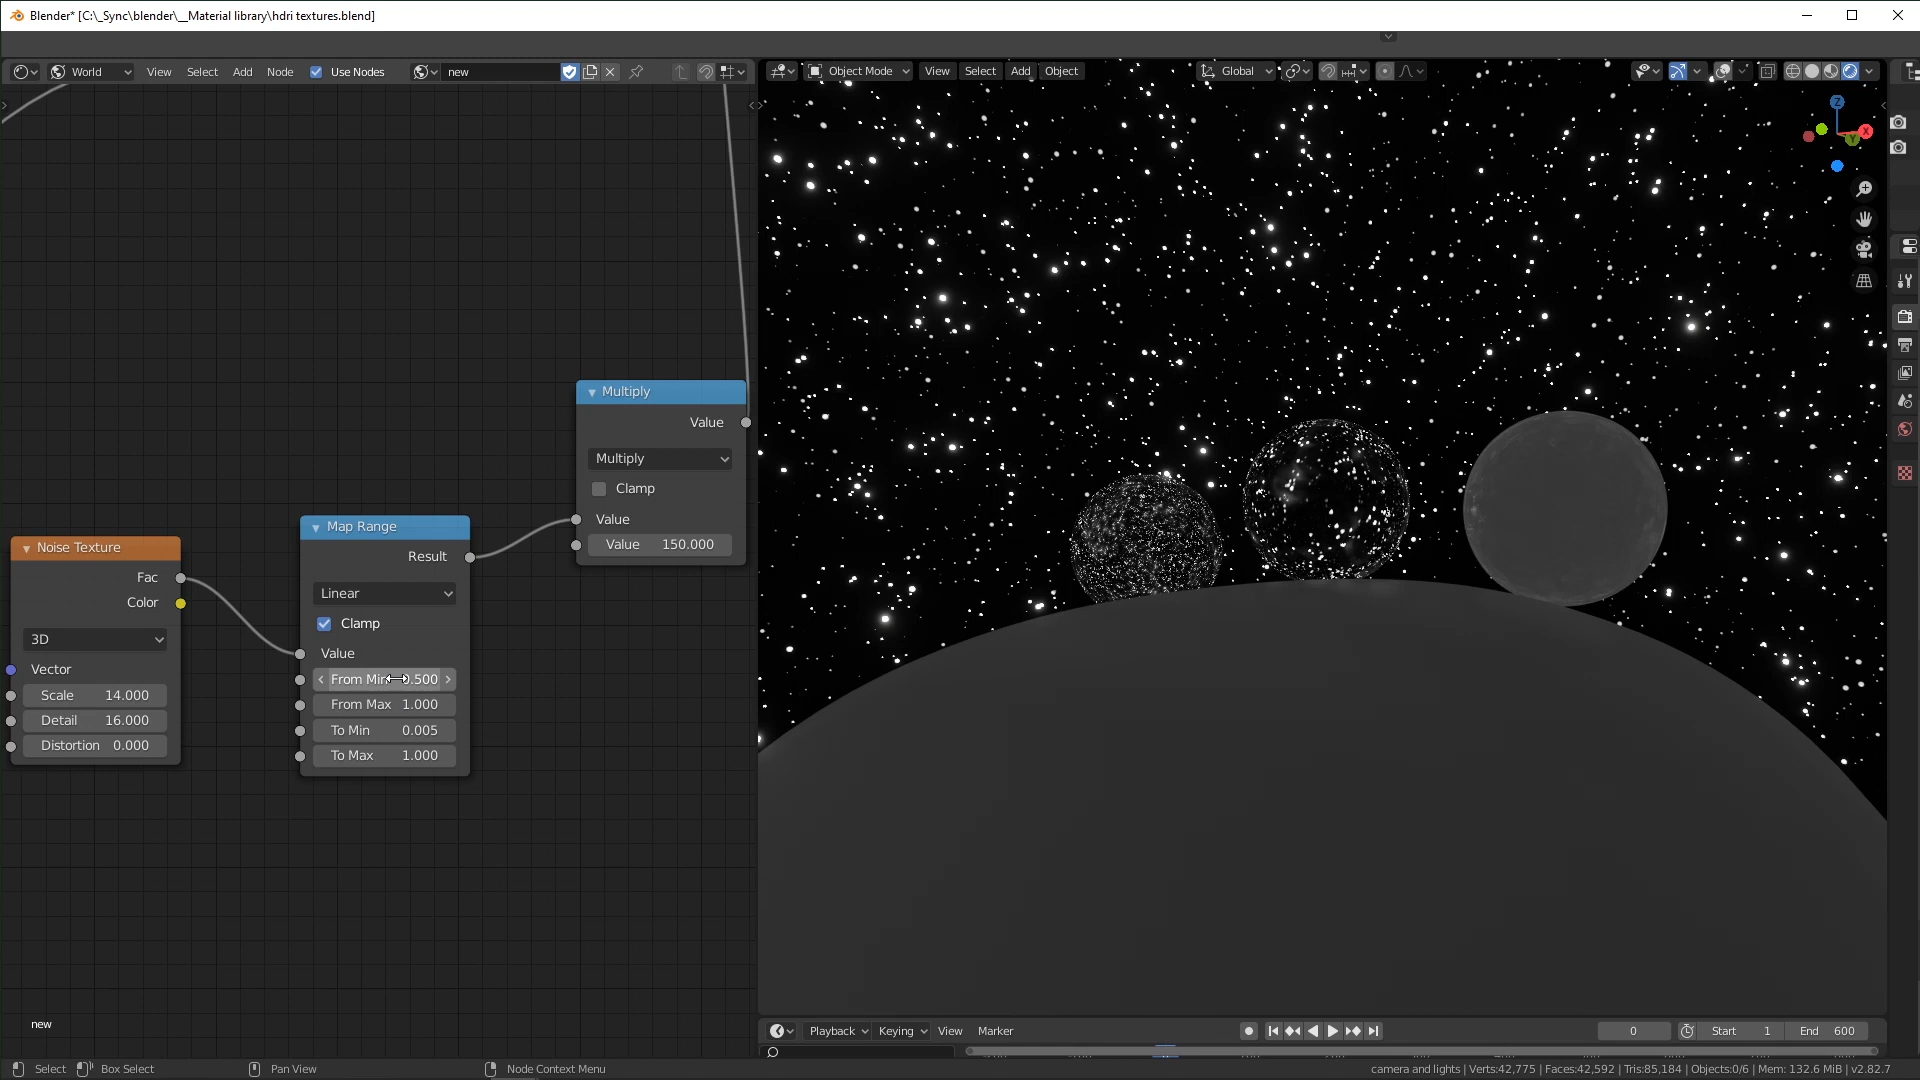 Blender* [C:\_Sync\blender\__Material library\hdri textures.blend]
World View Select Add Node Use Nodes new
Object Mode View Select Add Object Global
Z
X
Y
Multiply
Value
Multiply
Clamp
Value
Value 150.000
Map Range
Result
Linear
Clamp
Value
From Min 0.500
From Max 1.000
To Min 0.005
To Max 1.000
Noise Texture
Fac
Color
3D
Vector
Scale 14.000
Detail 16.000
Distortion 0.000
new
Playback Keying View Marker 0 Start 1 End 600
Select Box Select Pan View Node Context Menu camera and lights | Verts:42,775 | Faces:42,592 | Tris:85,184 | Objects:0/6 | Mem: 132.6 MiB | v2.82.7